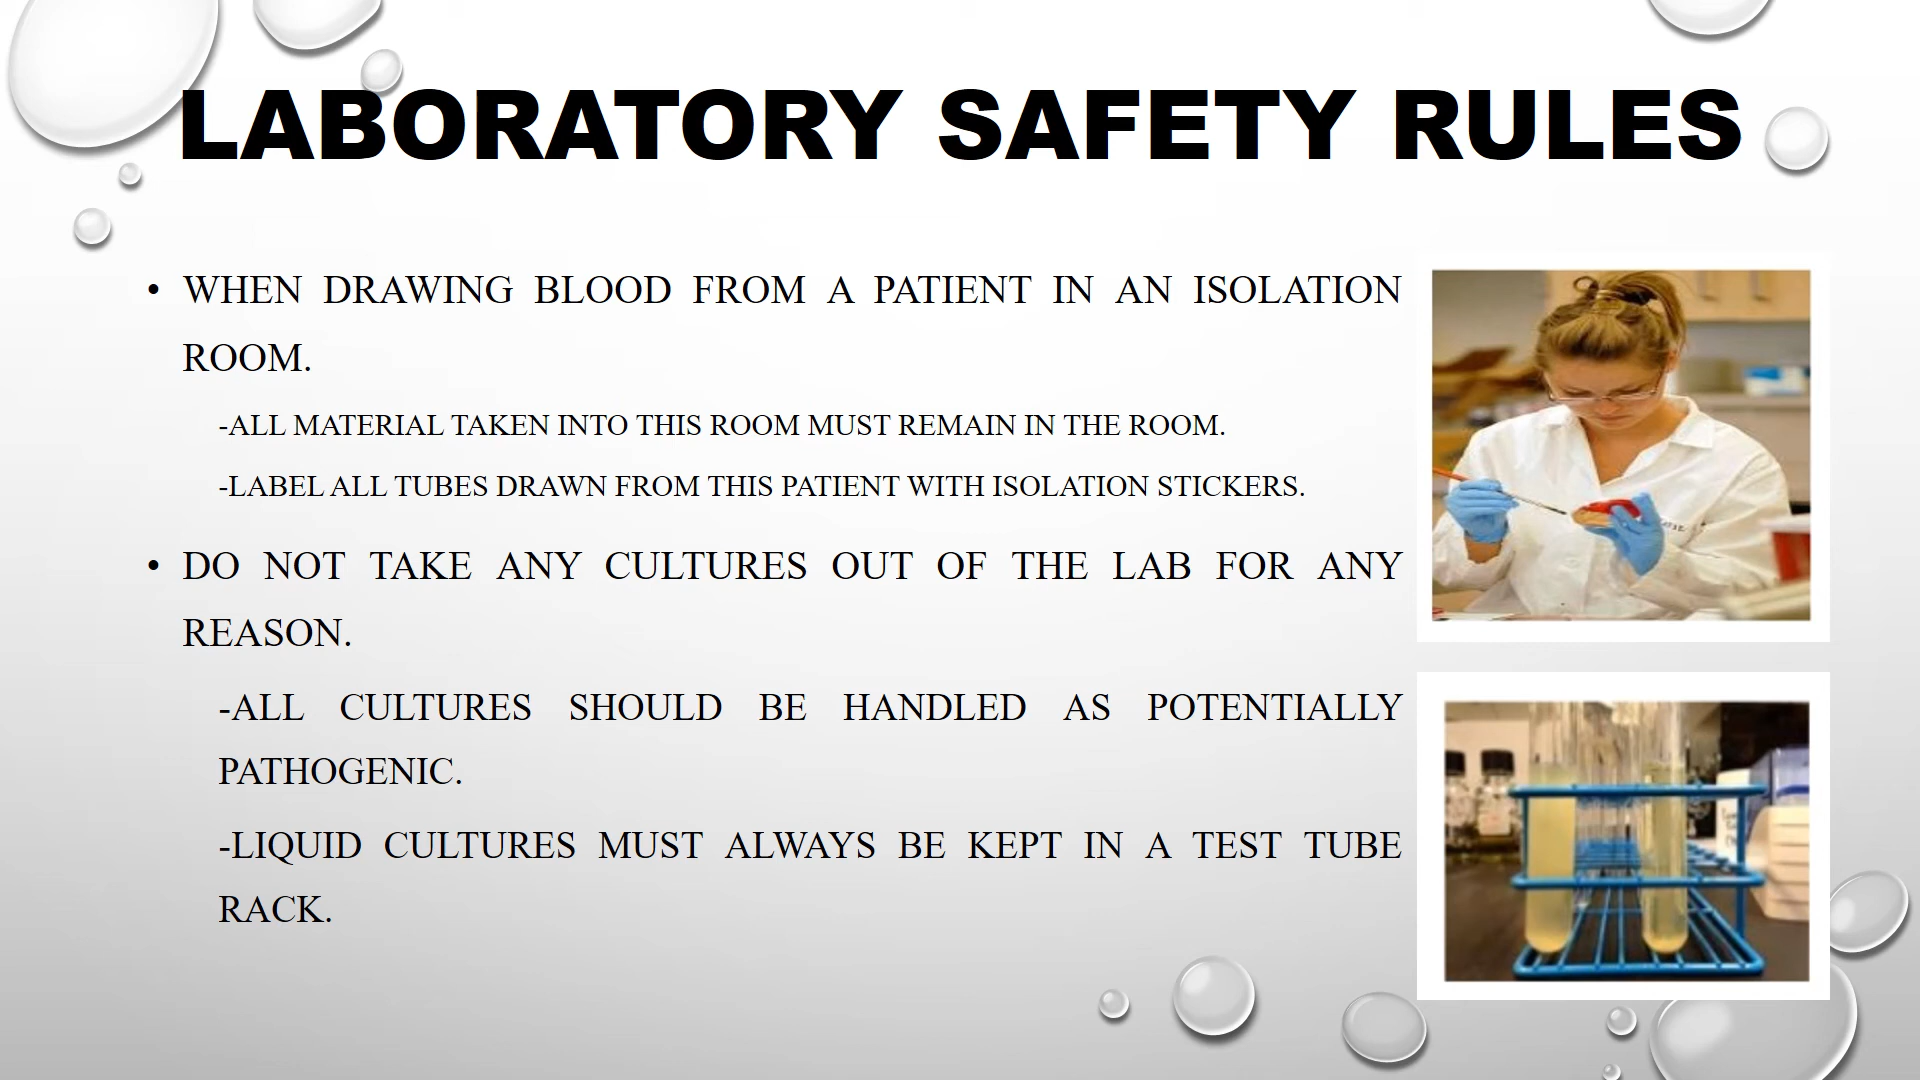 LABORATORY SAFETY RULES
• WHEN DRAWING BLOOD FROM A PATIENT IN AN ISOLATION
ROOM.
-ALL MATERIAL TAKEN INTO THIS ROOM MUST REMAIN IN THE ROOM.
-LABEL ALL TUBES DRAWN FROM THIS PATIENT WITH ISOLATION STICKERS.
• DO NOT TAKE ANY CULTURES OUT OF THE LAB FOR ANY
REASON.
-ALL CULTURES SHOULD BE HANDLED AS POTENTIALLY
PATHOGENIC.
-LIQUID CULTURES MUST ALWAYS BE KEPT IN A TEST TUBE
RACK.